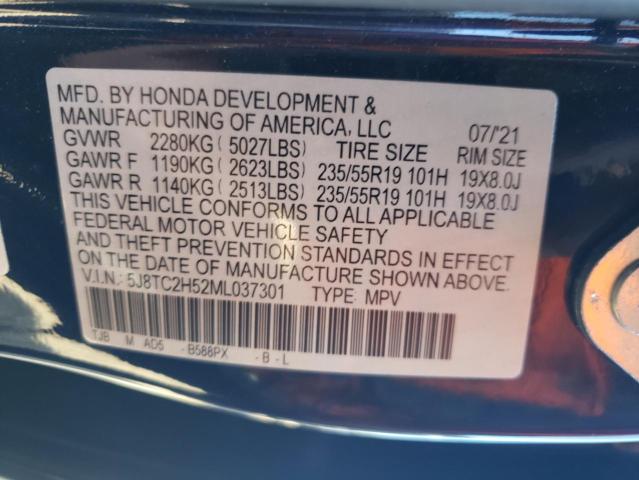 MFD. BY HONDA DEVELOPMENT &
MANUFACTURING OF AMERICA, LLC 07/'21
GVWR 2280KG ( 5027LBS) TIRE SIZE RIM SIZE
GAWR F 1190KG ( 2623LBS) 235/55R19 101H 19X8.0J
GAWR R 1140KG ( 2513LBS) 235/55R19 101H 19X8.0J
THIS VEHICLE CONFORMS TO ALL APPLICABLE
FEDERAL MOTOR VEHICLE SAFETY
AND THEFT PREVENTION STANDARDS IN EFFECT
ON THE DATE OF MANUFACTURE SHOWN ABOVE.
V.I.N.: 5J8TC2H52ML037301 TYPE: MPV
TJB M AD5 -B588PX -B-L